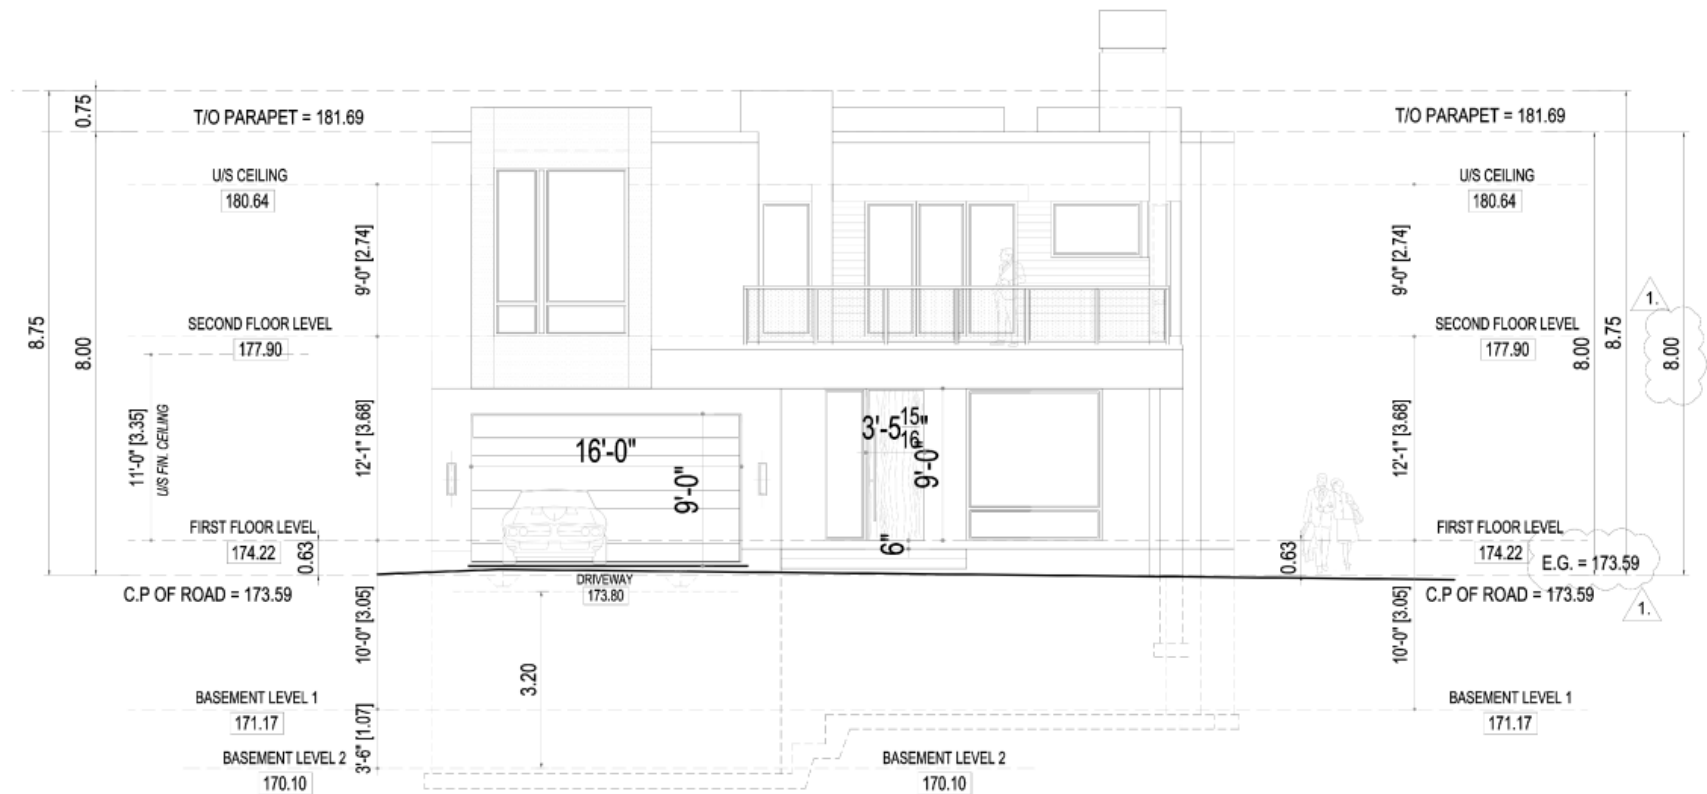 0.75
T/O PARAPET = 181.69
T/O PARAPET = 181.69
U/S CEILING
180.64
U/S CEILING
180.64
9'-0" [2.74]
9'-0" [2.74]
1.
SECOND FLOOR LEVEL
177.90
SECOND FLOOR LEVEL
177.90
8.75
8.00
8.00
8.75
8.00
11'-0" [3.35]
U/S FIN. CEILING
12'-1" [3.68]
16'-0"
9'-0"
3'-5 15/16"
9'-0"
6"
12'-1" [3.68]
FIRST FLOOR LEVEL
174.22
0.63
FIRST FLOOR LEVEL
174.22
0.63
E.G. = 173.59
C.P OF ROAD = 173.59
DRIVEWAY
173.80
C.P OF ROAD = 173.59
1.
10'-0" [3.05]
3.20
10'-0" [3.05]
BASEMENT LEVEL 1
171.17
BASEMENT LEVEL 1
171.17
3'-6" [1.07]
BASEMENT LEVEL 2
170.10
BASEMENT LEVEL 2
170.10